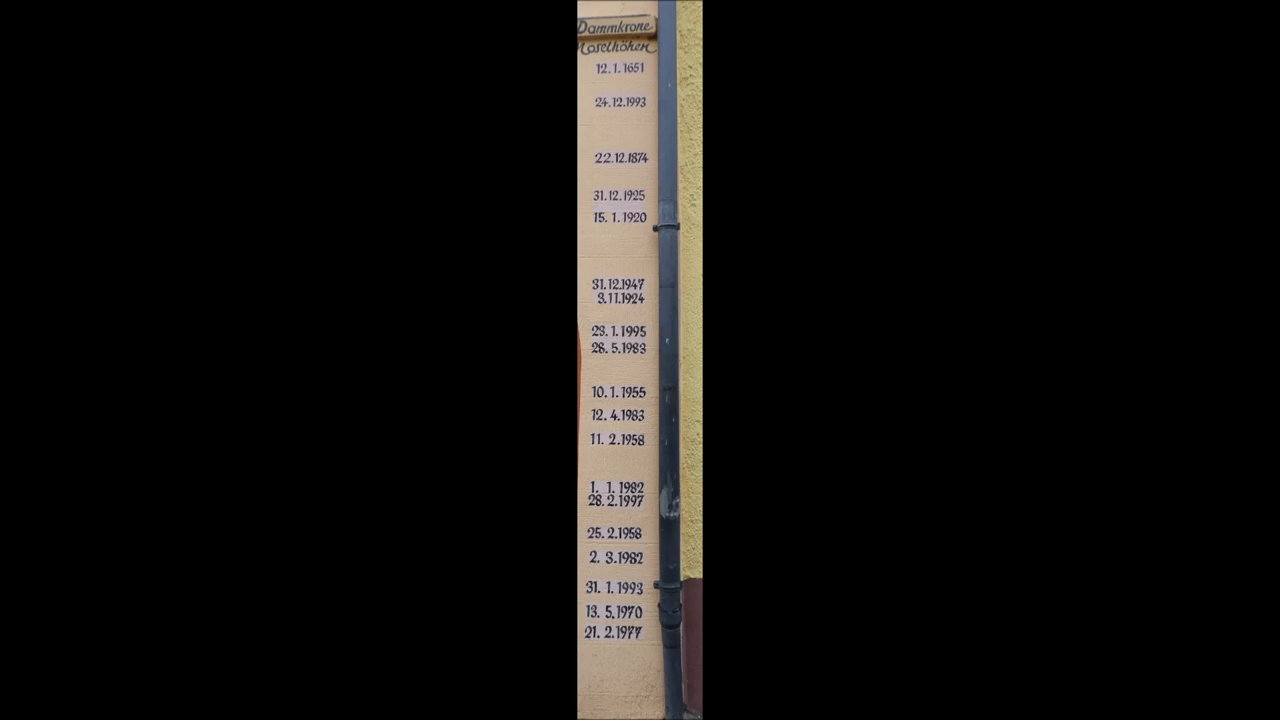 Dammkrone
Moselhöhen
12. 1. 1651
24.12.1993
22.12.1874
31.12.1925
15. 1. 1920
31.12.1947
3.11.1924
23. 1. 1995
28. 5.1983
10. 1. 1955
12. 4.1983
11. 2.1958
1. 1. 1982
28. 2.1997
25. 2.1958
2. 3.1982
31. 1. 1993
13. 5.1970
21. 2.1977